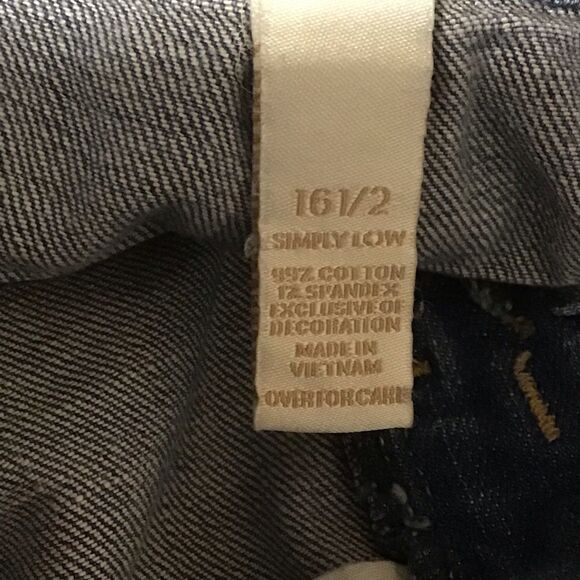 16 1/2
SIMPLY LOW
99% COTTON
1% SPANDEX
EXCLUSIVE OF
DECORATION
MADE IN
VIETNAM
OVER FOR CARE